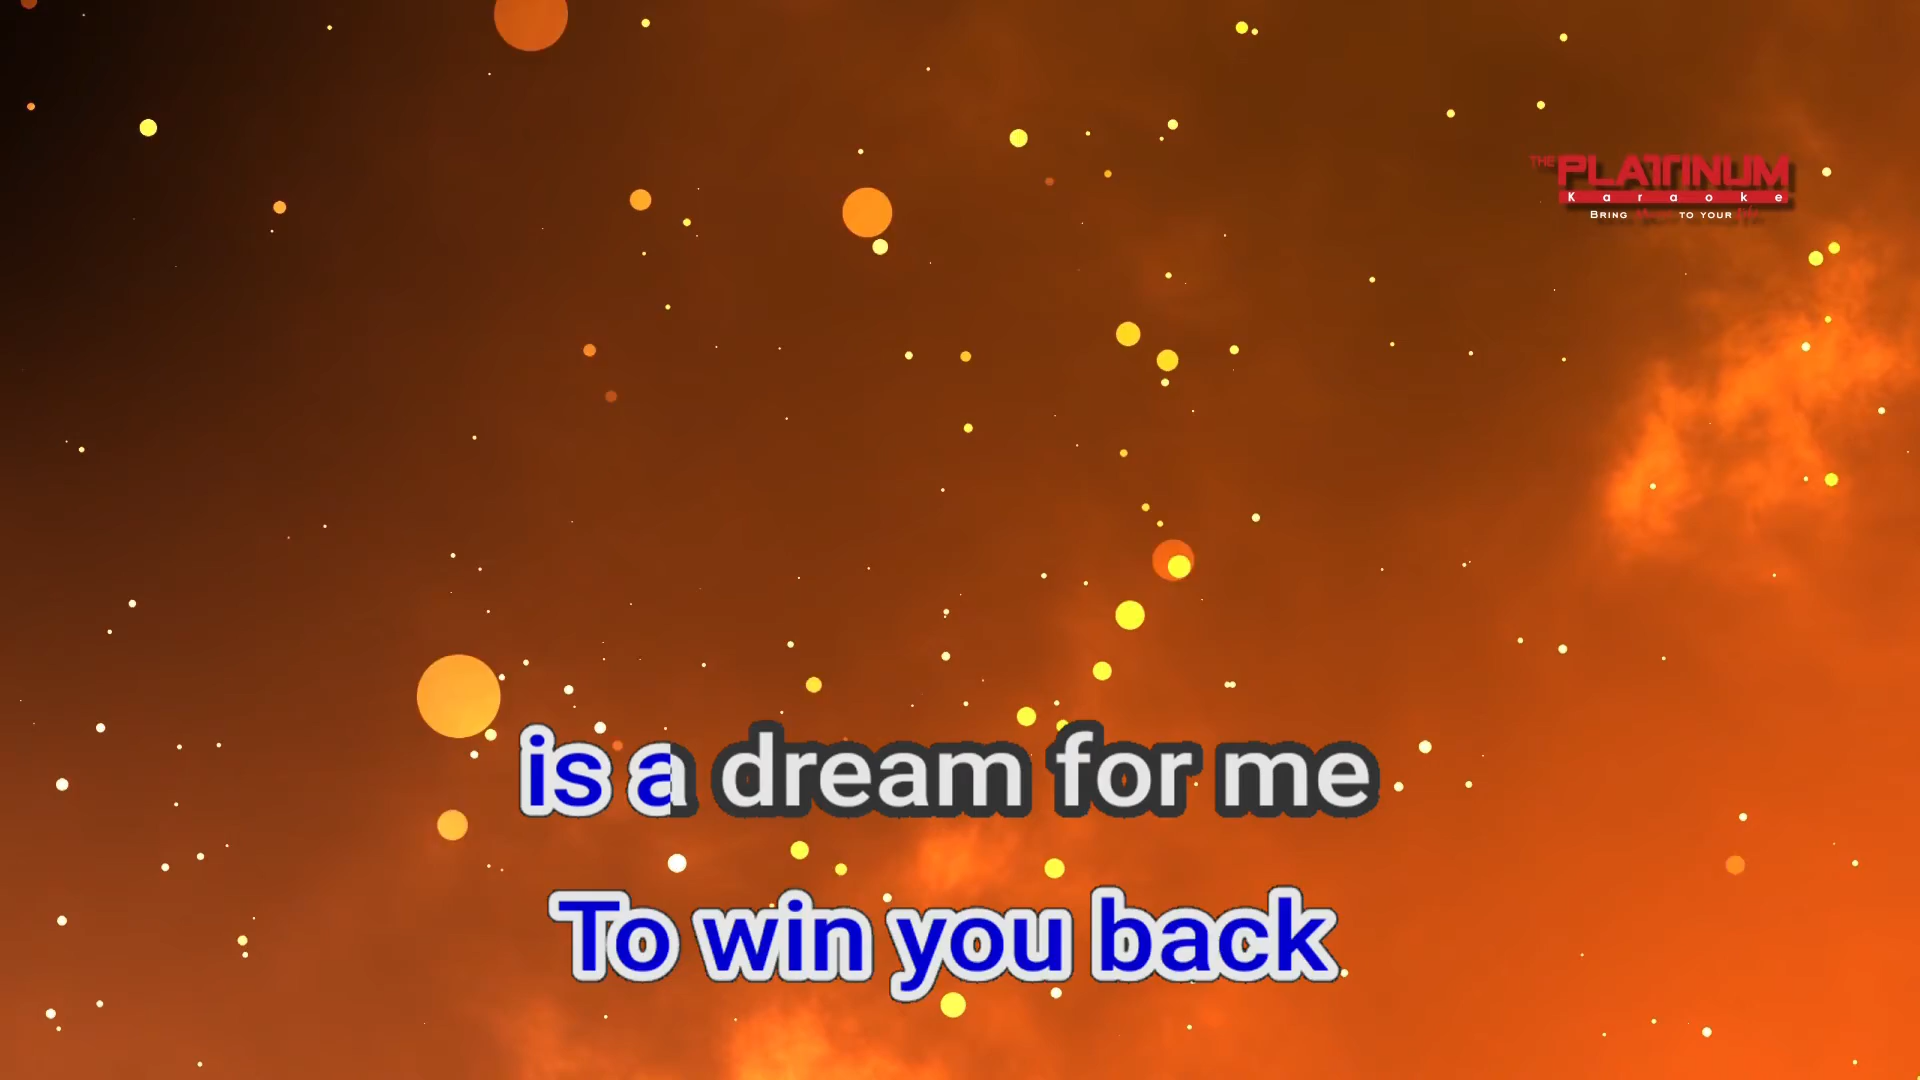 THE PLATINUM
Karaoke
BRING TO YOUR
is a dream for me
To win you back